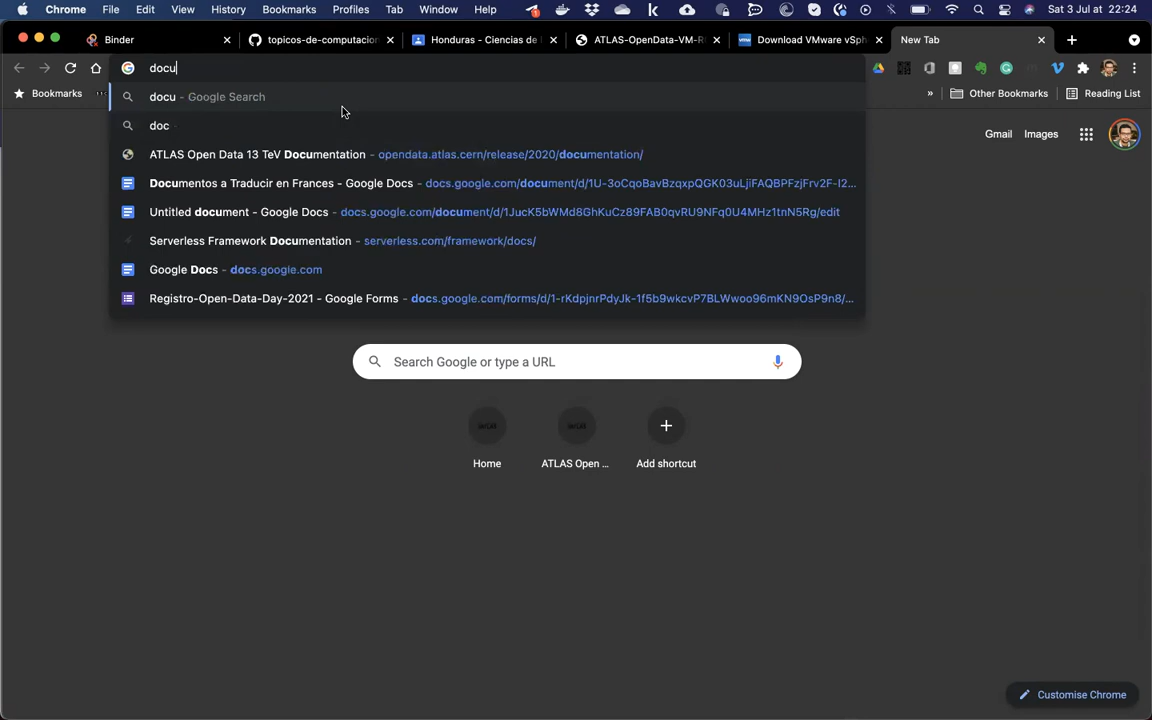 Chrome File Edit View History Bookmarks Profiles Tab Window Help Sat 3 Jul at 22:24
Binder topicos-de-computacion Honduras - Ciencias de ATLAS-OpenData-VM-R Download VMware vSph New Tab
docu
Bookmarks » Other Bookmarks Reading List
docu - Google Search
doc
Gmail Images
ATLAS Open Data 13 TeV Documentation - opendata.atlas.cern/release/2020/documentation/
Documentos a Traducir en Frances - Google Docs - docs.google.com/document/d/1U-3oCqoBavBzqxpQGK03uLjiFAQBPFzjFrv2F-I2...
Untitled document - Google Docs - docs.google.com/document/d/1JucK5bWMd8GhKuCz89FAB0qvRU9NFq0U4MHz1tnN5Rg/edit
Serverless Framework Documentation - serverless.com/framework/docs/
Google Docs - docs.google.com
Registro-Open-Data-Day-2021 - Google Forms - docs.google.com/forms/d/1-rKdpjnrPdyJk-1f5b9wkcvP7BLWwoo96mKN9OsP9n8/...
Search Google or type a URL
Home ATLAS Open ... Add shortcut
Customise Chrome